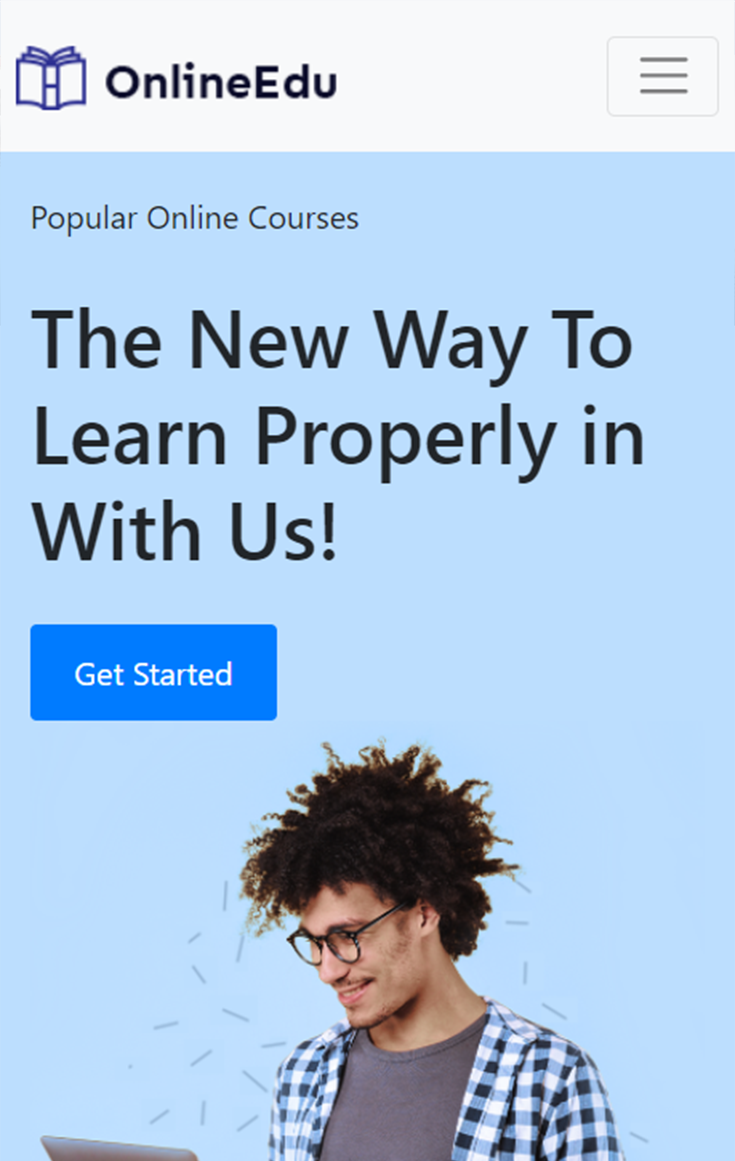 OnlineEdu
Popular Online Courses
The New Way To
Learn Properly in
With Us!
Get Started